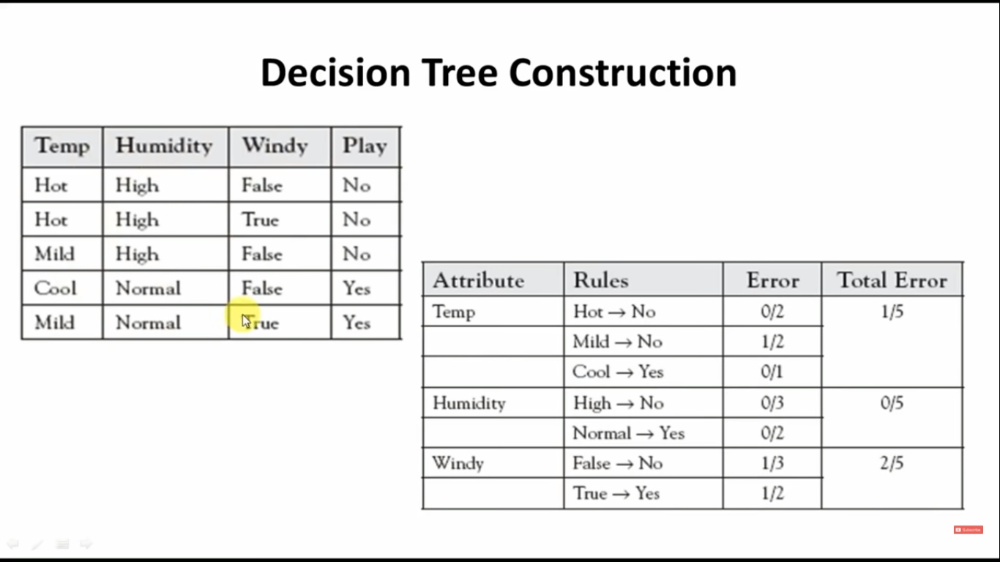 Decision Tree Construction
Temp Humidity Windy Play
Hot High False No
Hot High True No
Mild High False No
Cool Normal False Yes
Mild Normal True Yes
Attribute Rules Error Total Error
Temp Hot → No 0/2 1/5
Mild → No 1/2
Cool → Yes 0/1
Humidity High → No 0/3 0/5
Normal → Yes 0/2
Windy False → No 1/3 2/5
True → Yes 1/2
Subscribe